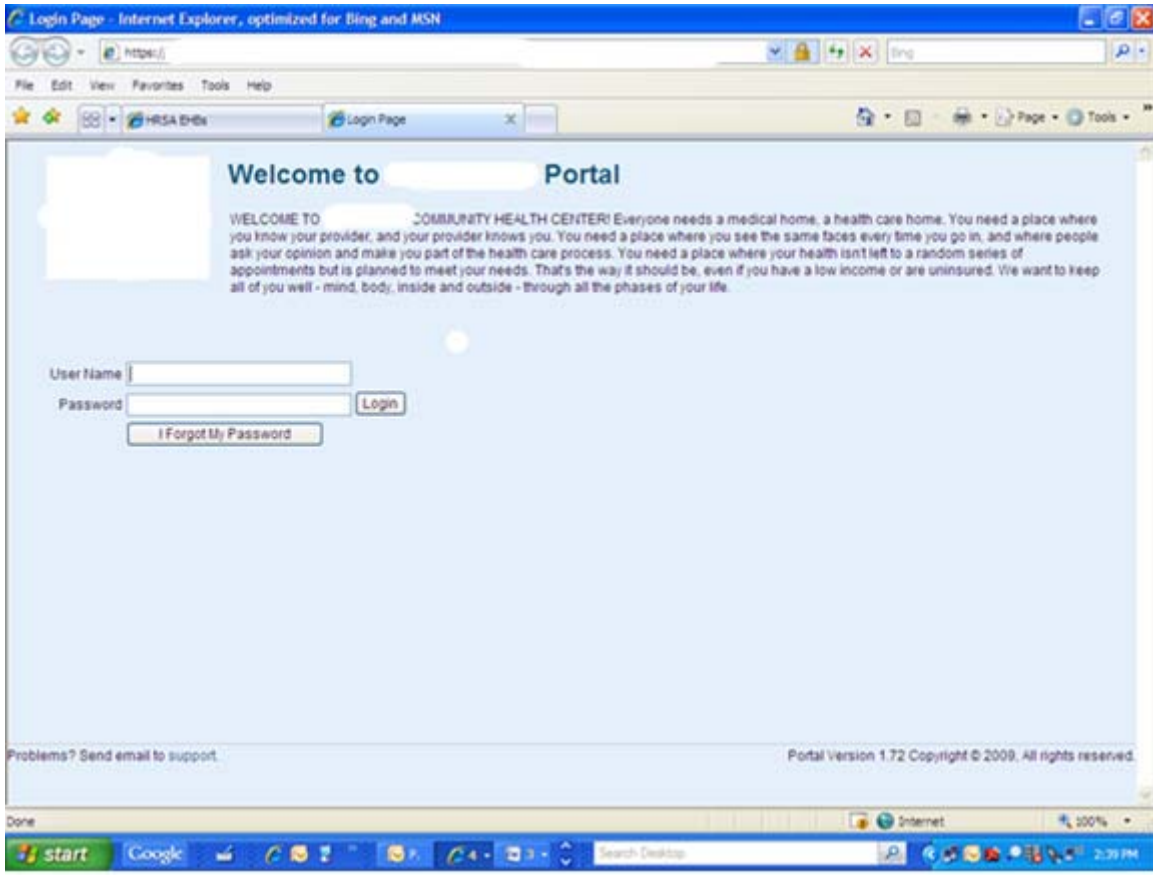 Login Page - Internet Explorer, optimized for Bing and MSN
https://
Bing
File Edit View Favorites Tools Help
HRSA EHBs
Login Page
Page
Tools
Welcome to Portal
WELCOME TO COMMUNITY HEALTH CENTER! Everyone needs a medical home, a health care home. You need a place where
you know your provider, and your provider knows you. You need a place where you see the same faces every time you go in, and where people
ask your opinion and make you part of the health care process. You need a place where your health isn't left to a random series of
appointments but is planned to meet your needs. That's the way it should be, even if you have a low income or are uninsured. We want to keep
all of you well - mind, body, inside and outside - through all the phases of your life.
User Name
Password Login
I Forgot My Password
Problems? Send email to support.
Portal Version 1.72 Copyright © 2009, All rights reserved.
Done
Internet
100%
start
Google
4
3
Search Desktop
2:39 PM